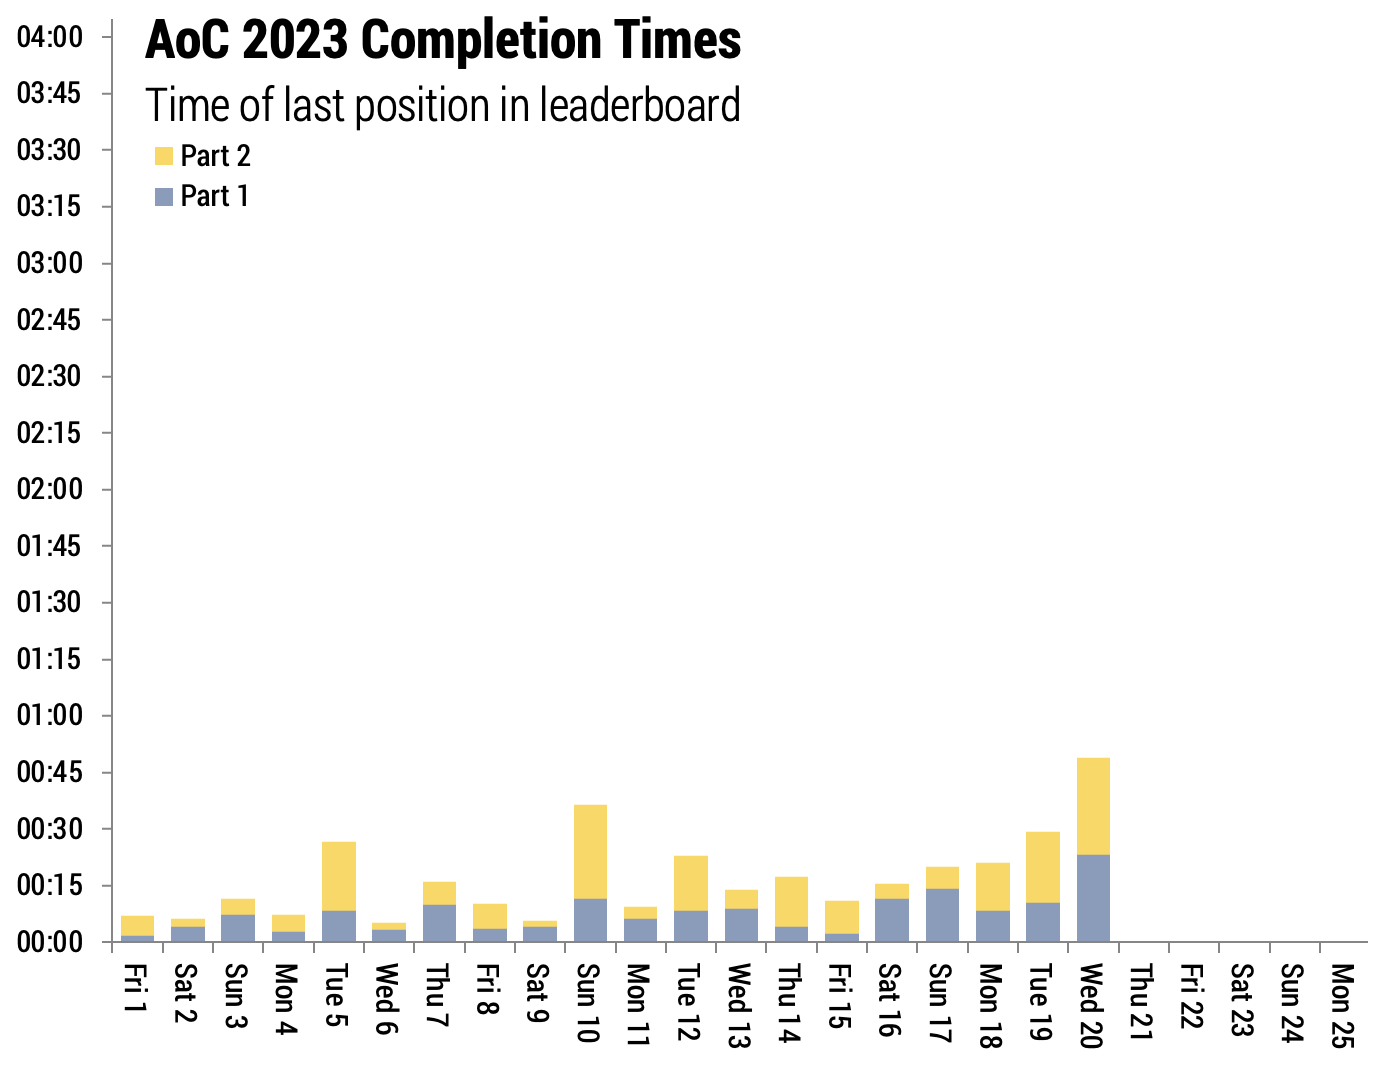 AoC 2023 Completion Times
Time of last position in leaderboard
Part 2
Part 1
04:00
03:45
03:30
03:15
03:00
02:45
02:30
02:15
02:00
01:45
01:30
01:15
01:00
00:45
00:30
00:15
00:00
Fri 1
Sat 2
Sun 3
Mon 4
Tue 5
Wed 6
Thu 7
Fri 8
Sat 9
Sun 10
Mon 11
Tue 12
Wed 13
Thu 14
Fri 15
Sat 16
Sun 17
Mon 18
Tue 19
Wed 20
Thu 21
Fri 22
Sat 23
Sun 24
Mon 25